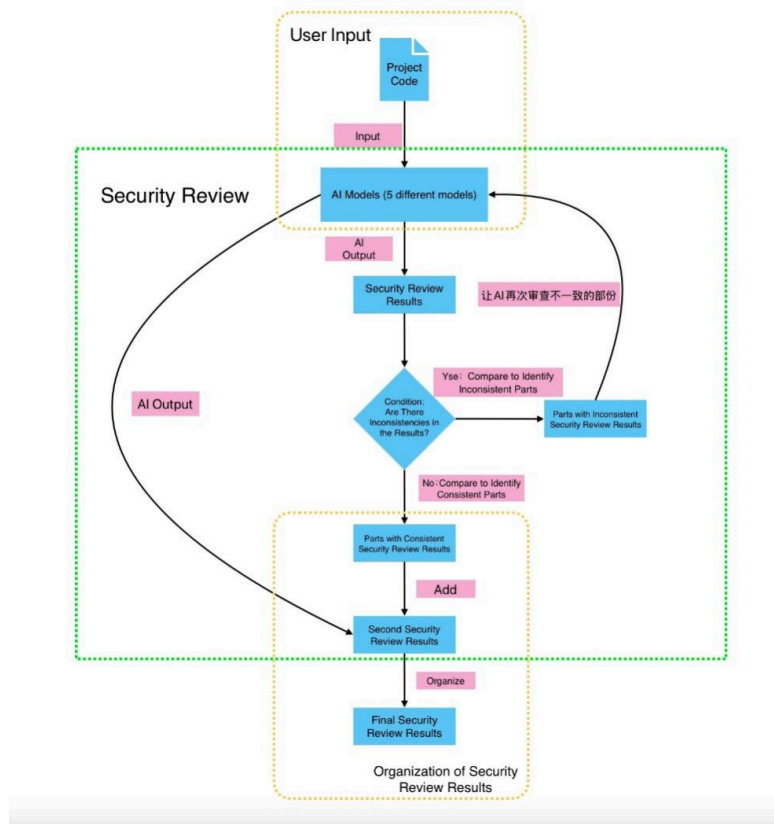 User Input
Project
Code
Input
Security Review
AI Models (5 different models)
AI
Output
Security Review
Results
让AI再次审查不一致的部份
Yse：Compare to Identify
Inconsistent Parts
Condition:
Are There
Inconsistencies in
the Results?
AI Output
Parts with Inconsistent
Security Review Results
No：Compare to Identify
Consistent Parts
Parts with Consistent
Security Review Results
Add
Second Security
Review Results
Organize
Final Security
Review Results
Organization of Security
Review Results